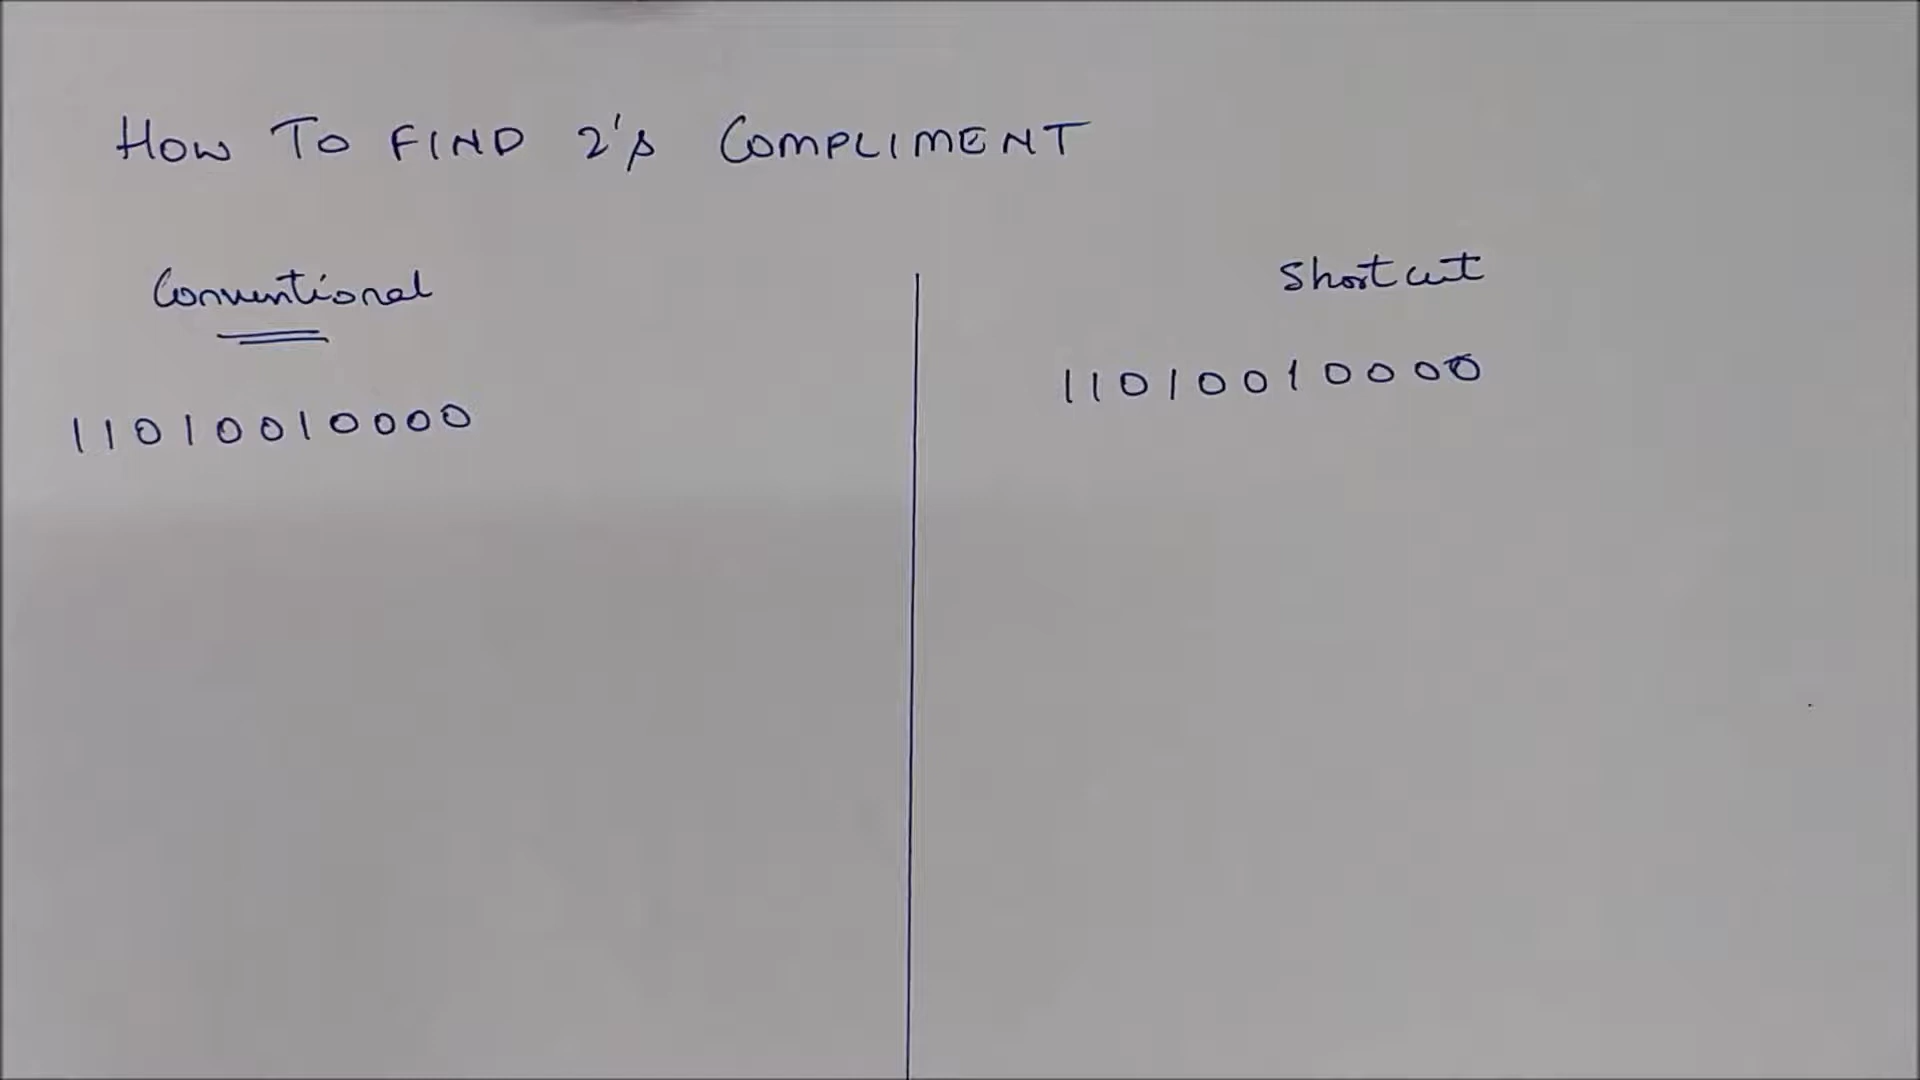 HOW TO FIND 2's COMPLIMENT
Conventional
11010010000
Shortcut
11010010000